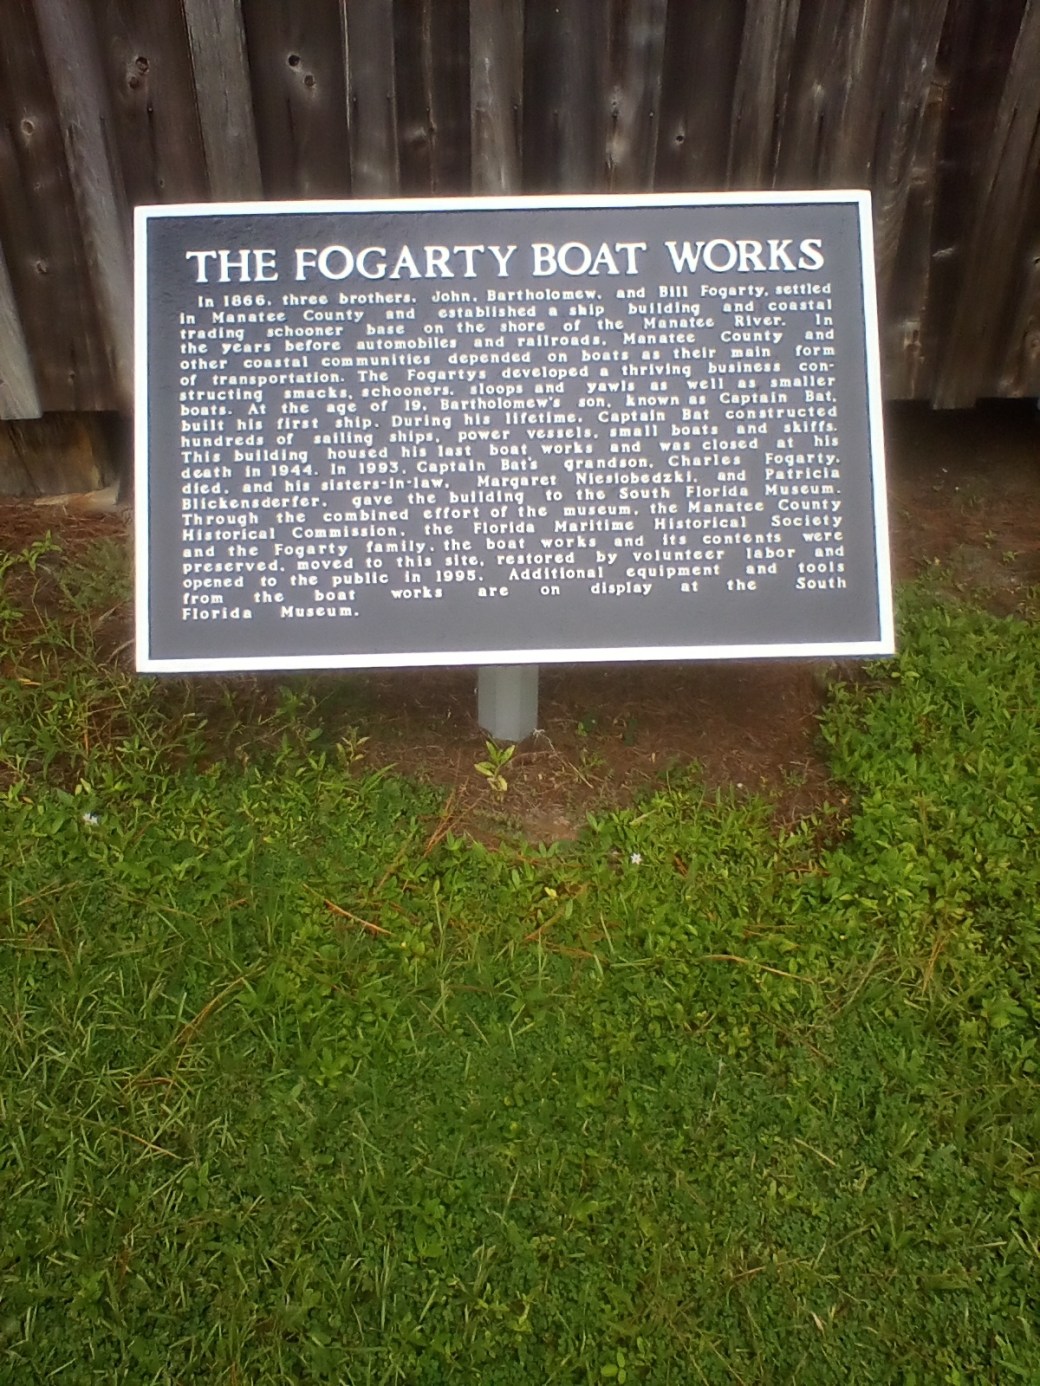 THE FOGARTY BOAT WORKS
In 1866, three brothers, John, Bartholomew, and Bill Fogarty, settled
in Manatee County and established a ship building and coastal
trading schooner base on the shore of the Manatee River. In
the years before automobiles and railroads, Manatee County and
other coastal communities depended on boats as their main form
of transportation. The Fogartys developed a thriving business con-
structing smacks, schooners, sloops and yawls as well as smaller
boats. At the age of 19, Bartholomew's son, known as Captain Bat,
built his first ship. During his lifetime, Captain Bat constructed
hundreds of sailing ships, power vessels, small boats and skiffs.
This building housed his last boat works and was closed at his
death in 1944. In 1993, Captain Bat's grandson, Charles Fogarty,
died, and his sisters-in-law, Margaret Niesiobedzki, and Patricia
Blickensderfer, gave the building to the South Florida Museum.
Through the combined effort of the museum, the Manatee County
Historical Commission, the Florida Maritime Historical Society
and the Fogarty family, the boat works and its contents were
preserved, moved to this site, restored by volunteer labor and
opened to the public in 1995. Additional equipment and tools
from the boat works are on display at the South
Florida Museum.